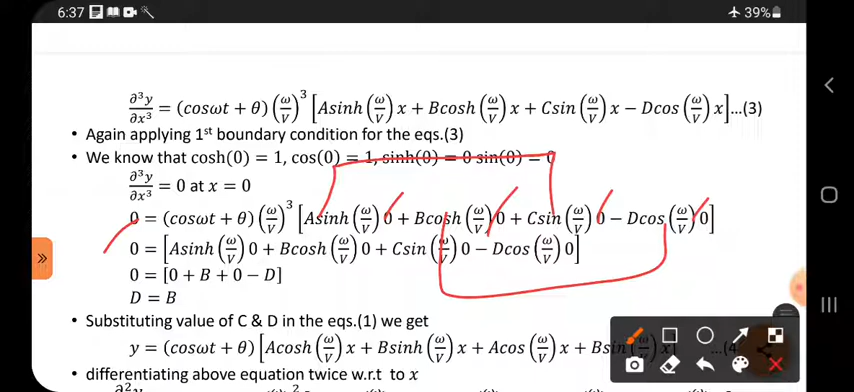 6:37 39%
∂³y/∂x³ = (cosωt + θ) (ω/V)³ [Asinh (ω/V) x + Bcosh (ω/V) x + Csin (ω/V) x − Dcos (ω/V) x]...(3)
• Again applying 1st boundary condition for the eqs.(3)
• We know that cosh(0) = 1, cos(0) = 1, sinh(0) = 0 sin(0) = 0
∂³y/∂x³ = 0 at x = 0
0 = (cosωt + θ) (ω/V)³ [Asinh (ω/V) 0 + Bcosh (ω/V) 0 + Csin (ω/V) 0 − Dcos (ω/V) 0]
0 = [Asinh (ω/V) 0 + Bcosh (ω/V) 0 + Csin (ω/V) 0 − Dcos (ω/V) 0]
0 = [0 + B + 0 − D]
D = B
• Substituting value of C & D in the eqs.(1) we get
y = (cosωt + θ) [Acosh (ω/V) x + Bsinh (ω/V) x + Acos (ω/V) x + Bsin (ω/V) x] ...(4
• differentiating above equation twice w.r.t to x
∂²y